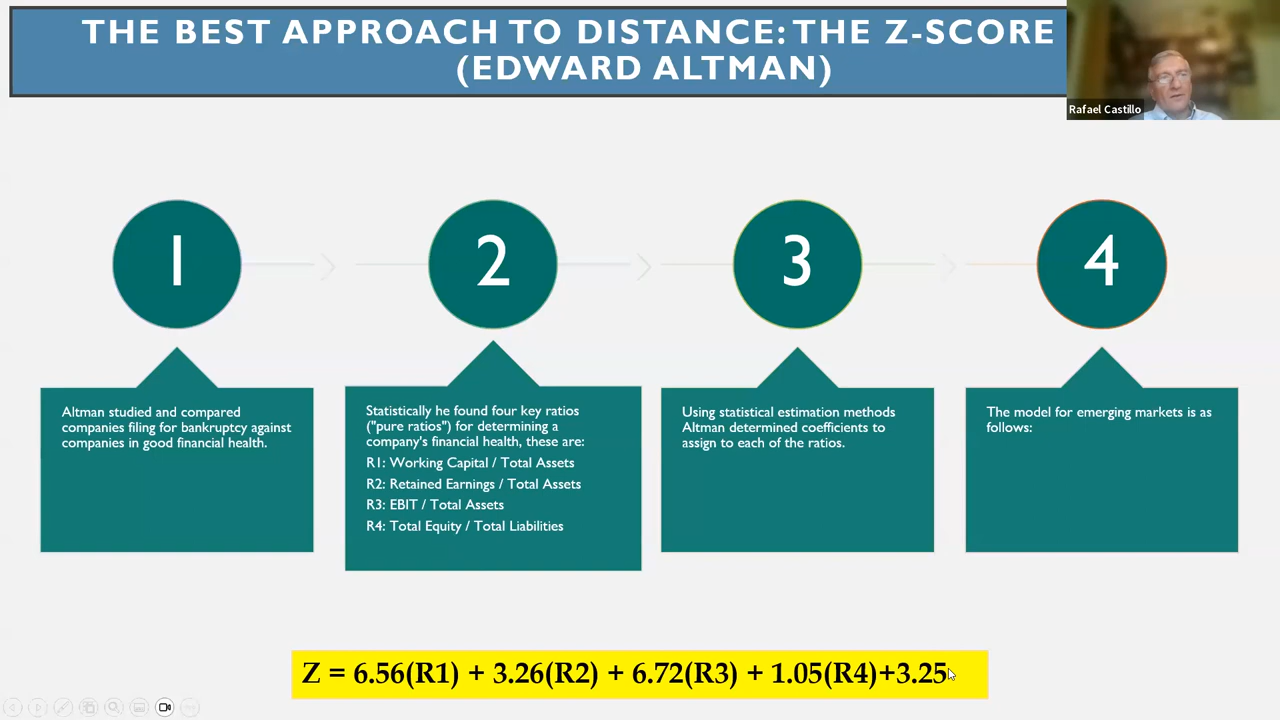 THE BEST APPROACH TO DISTANCE: THE Z-SCORE
(EDWARD ALTMAN)
Rafael Castillo
1
2
3
4
Altman studied and compared
companies filing for bankruptcy against
companies in good financial health.
Statistically he found four key ratios
("pure ratios") for determining a
company's financial health, these are:
R1: Working Capital / Total Assets
R2: Retained Earnings / Total Assets
R3: EBIT / Total Assets
R4: Total Equity / Total Liabilities
Using statistical estimation methods
Altman determined coefficients to
assign to each of the ratios.
The model for emerging markets is as
follows:
Z = 6.56(R1) + 3.26(R2) + 6.72(R3) + 1.05(R4)+3.25